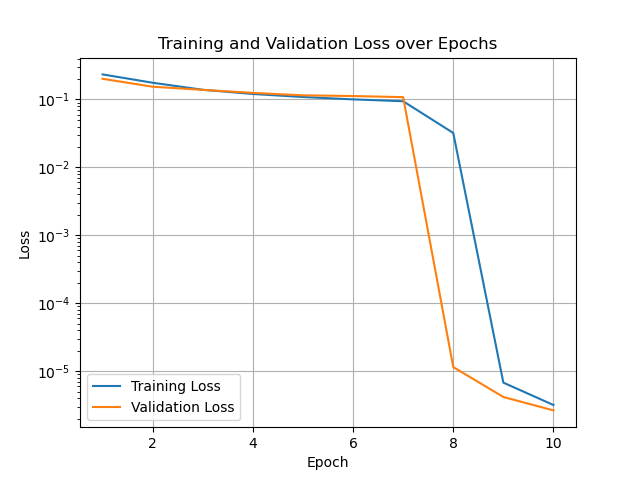 Training and Validation Loss over Epochs
Loss
10⁻¹
10⁻²
10⁻³
10⁻⁴
10⁻⁵
Training Loss
Validation Loss
2 4 6 8 10
Epoch